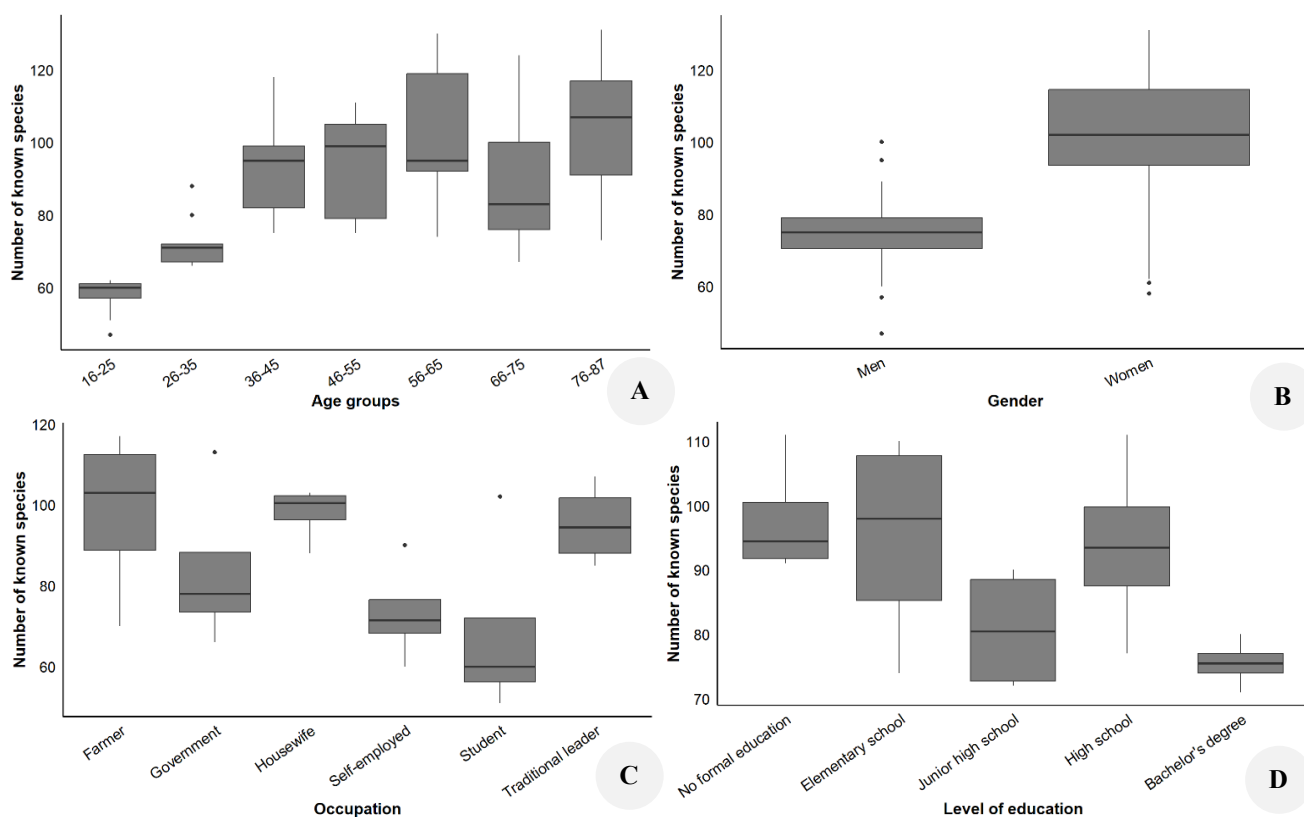 Number of known species
120
100
80
60
16-25
26-35
36-45
46-55
56-65
66-75
76-87
Age groups
A
Number of known species
120
100
80
60
Men
Women
Gender
B
Number of known species
120
100
80
60
Farmer
Government
Housewife
Self-employed
Student
Traditional leader
Occupation
C
Number of known species
110
100
90
80
70
No formal education
Elementary school
Junior high school
High school
Bachelor's degree
Level of education
D